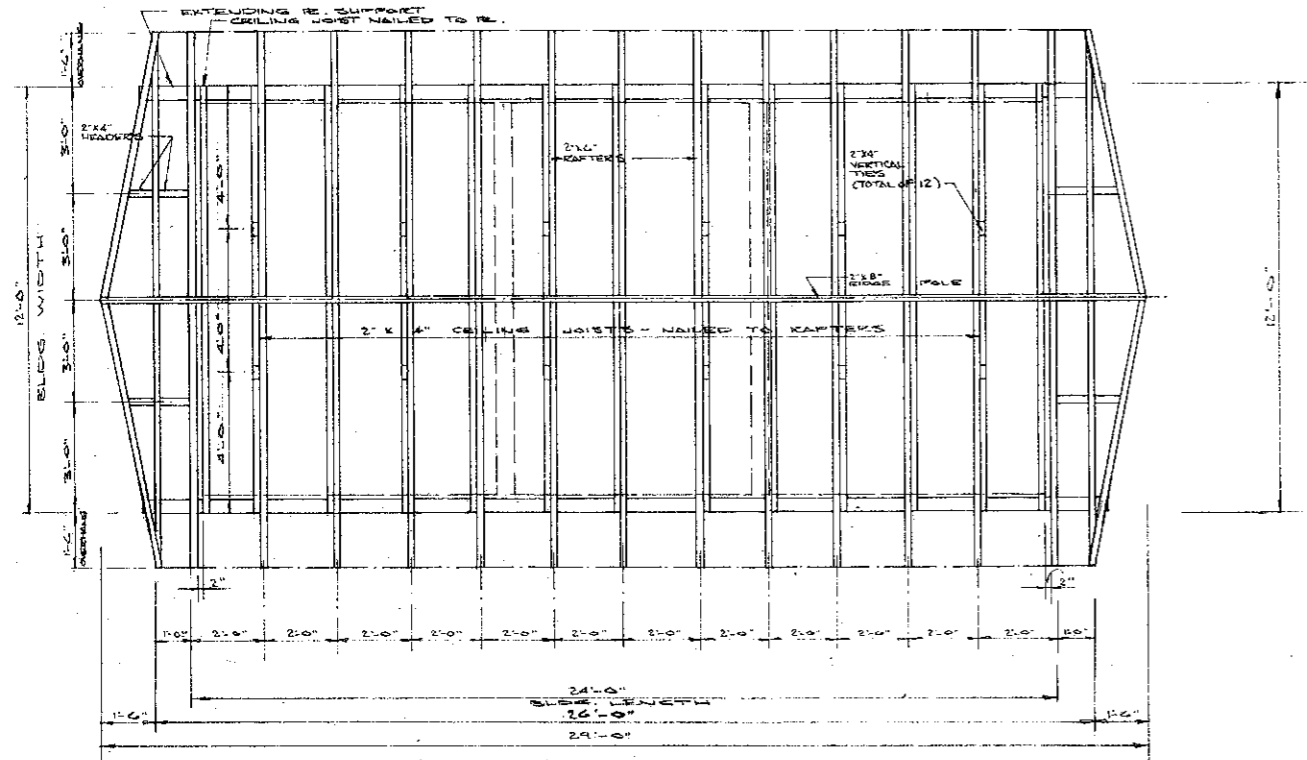 EXTENDING PL. SUPPORT
CEILING JOIST NAILED TO PL.
1'-6"
OVERHANG
2"X4"
HEADERS
3'-0"
4'-0"
2"X6"
RAFTERS
2"X4"
VERTICAL
TIES
(TOTAL OF 12)
3'-0"
BLDG. WIDTH
12'-0"
2"X8"
RIDGE POLE
12'-0"
2" X 4" CEILING JOISTS - NAILED TO RAFTERS
4'-0"
3'-0"
4'-0"
3'-0"
1'-6"
OVERHANG
2"
2"
1'-0" 2'-0" 2'-0" 2'-0" 2'-0" 2'-0" 2'-0" 2'-0" 2'-0" 2'-0" 2'-0" 2'-0" 2'-0" 1'-0"
24'-0"
BLDG. LENGTH
1'-6" 26'-0" 1'-6"
29'-0"